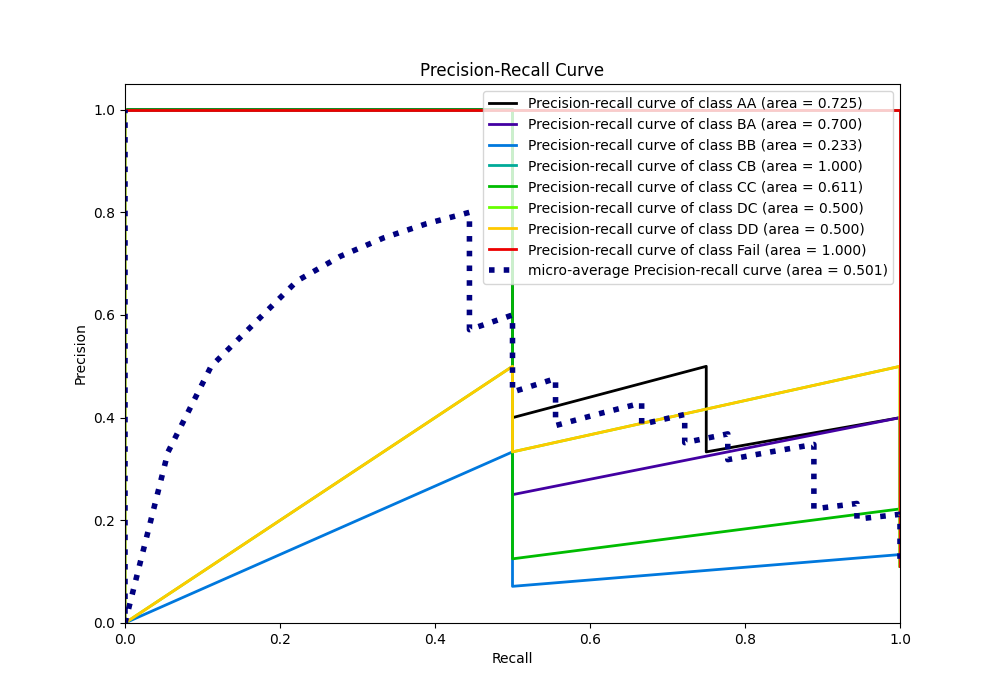 Precision-Recall Curve
1.0
0.8
0.6
0.4
0.2
0.0
Precision
Precision-recall curve of class AA (area = 0.725)
Precision-recall curve of class BA (area = 0.700)
Precision-recall curve of class BB (area = 0.233)
Precision-recall curve of class CB (area = 1.000)
Precision-recall curve of class CC (area = 0.611)
Precision-recall curve of class DC (area = 0.500)
Precision-recall curve of class DD (area = 0.500)
Precision-recall curve of class Fail (area = 1.000)
micro-average Precision-recall curve (area = 0.501)
0.0 0.2 0.4 0.6 0.8 1.0
Recall